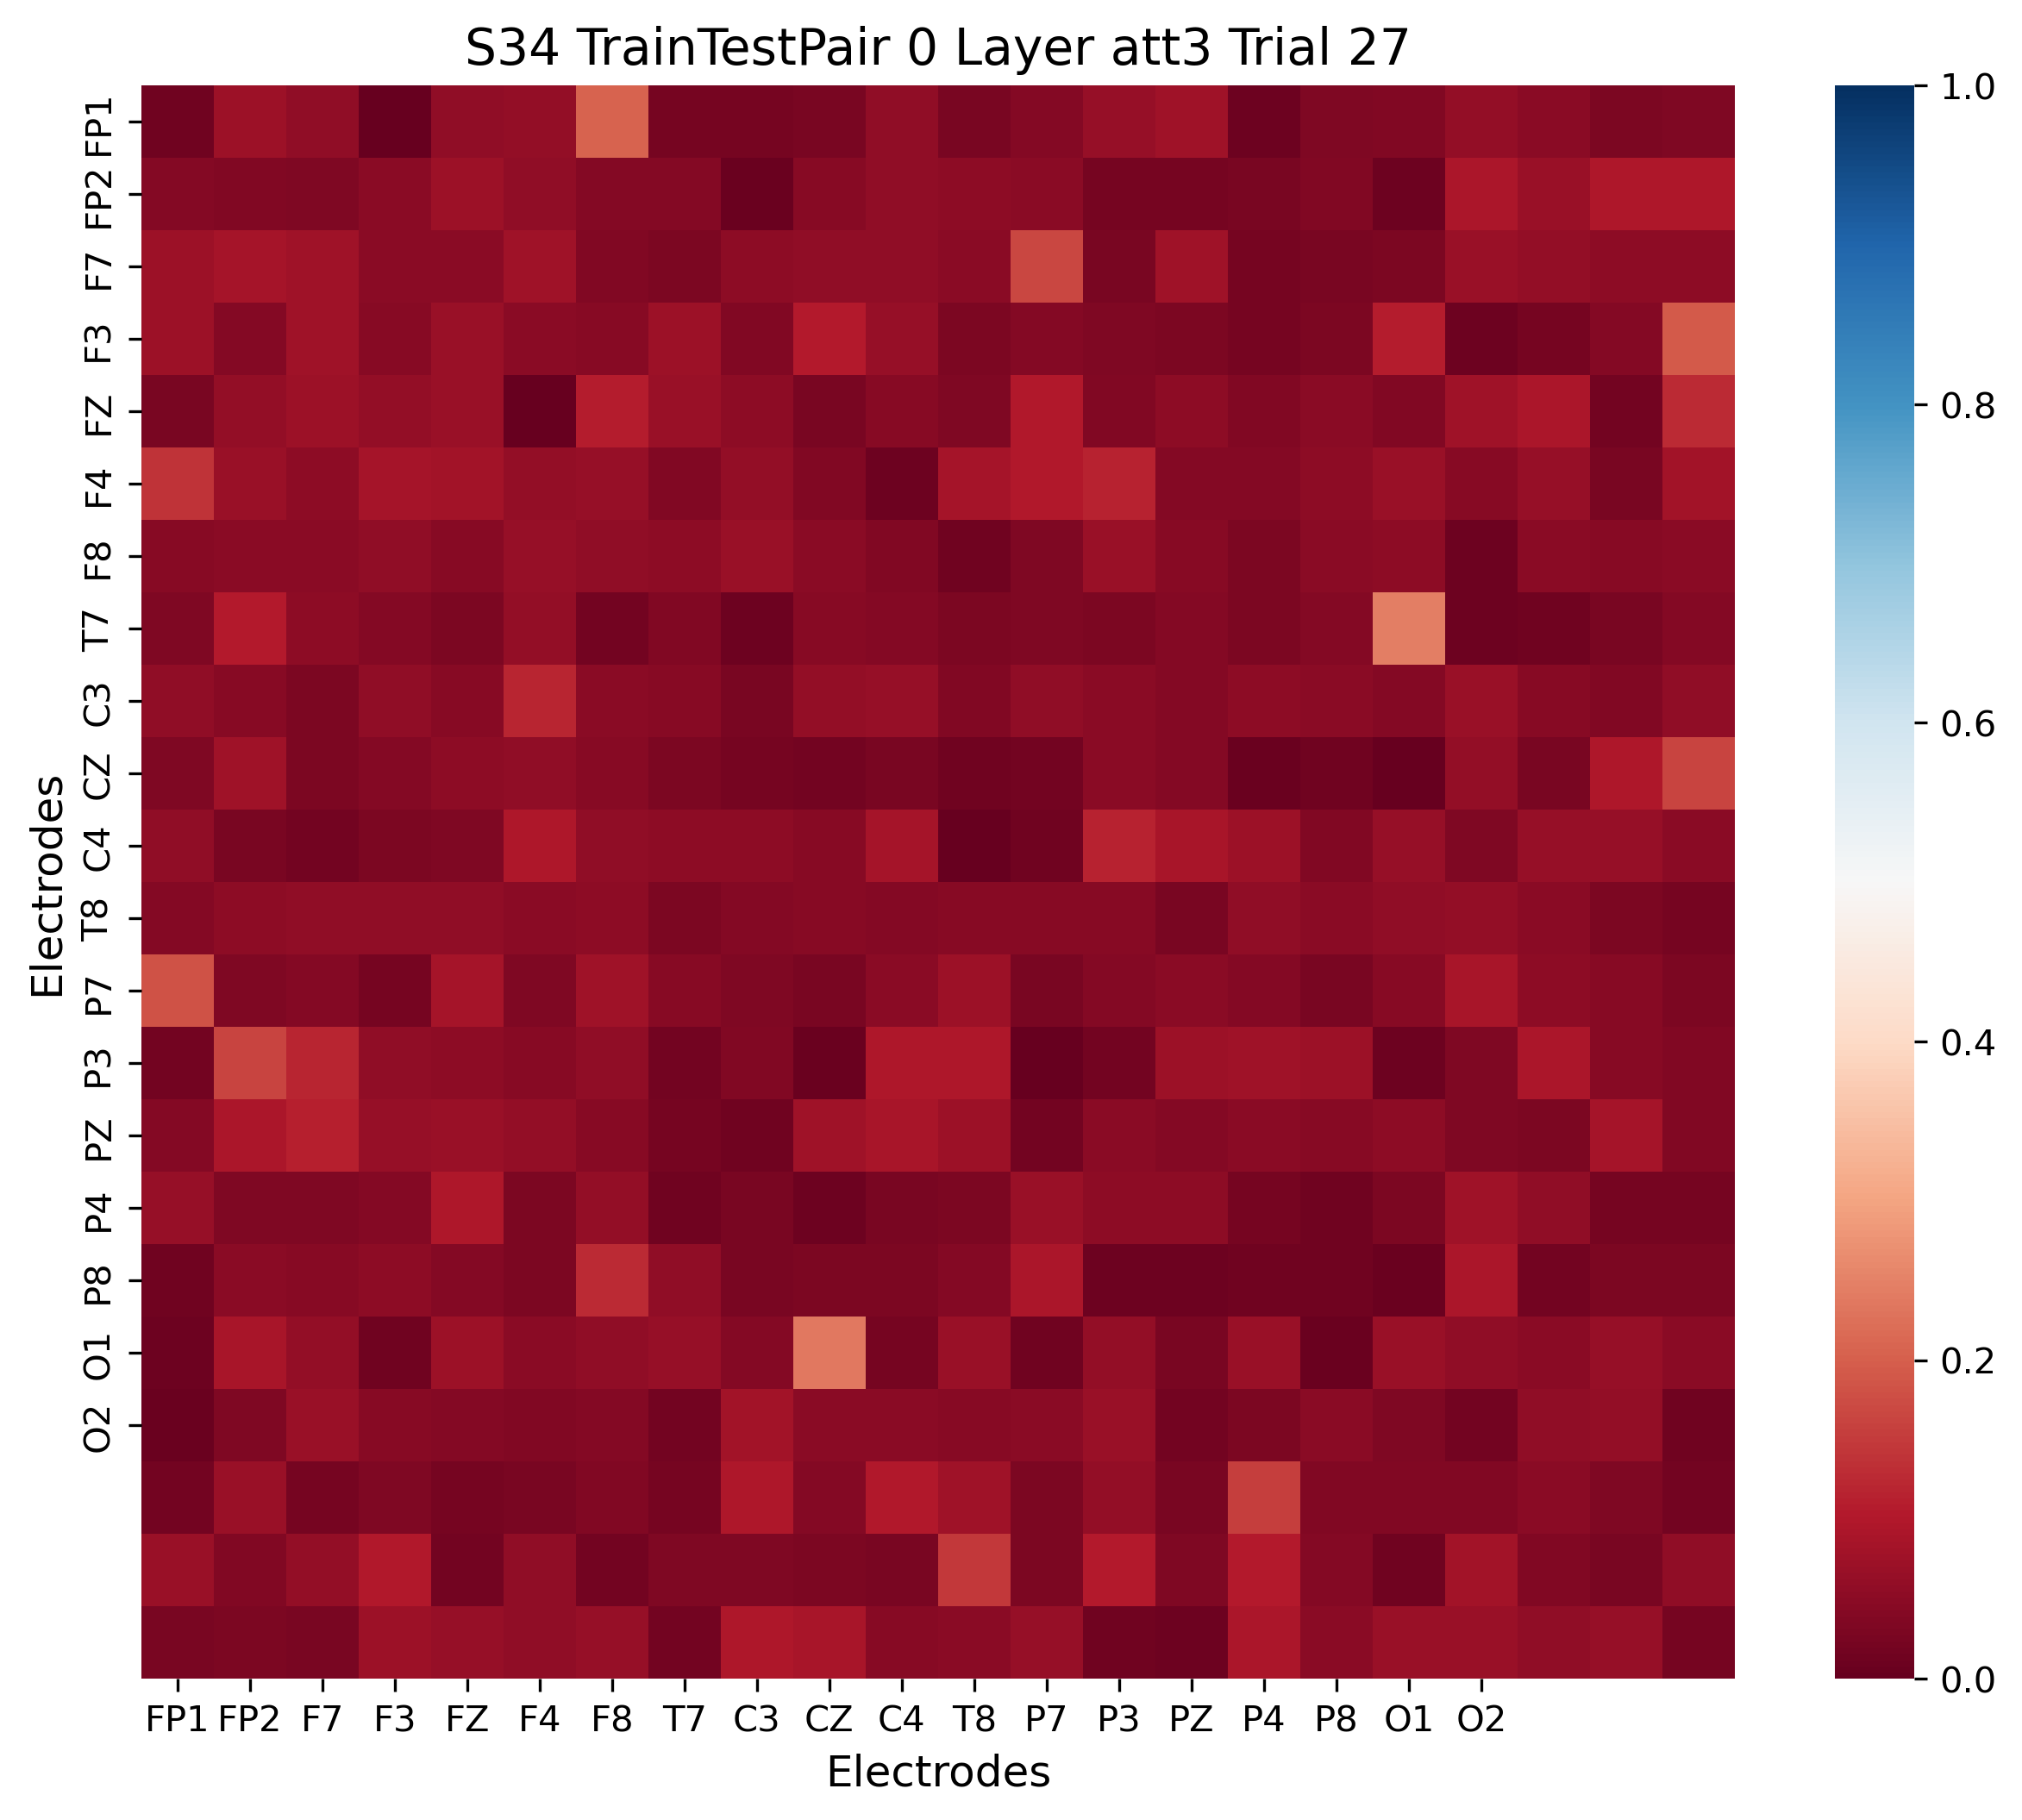 S34 TrainTestPair 0 Layer att3 Trial 27
Electrodes
FP1
FP2
F7
F3
FZ
F4
F8
T7
C3
CZ
C4
T8
P7
P3
PZ
P4
P8
O1
O2
FP1 FP2 F7 F3 FZ F4 F8 T7 C3 CZ C4 T8 P7 P3 PZ P4 P8 O1 O2
Electrodes
1.0
0.8
0.6
0.4
0.2
0.0